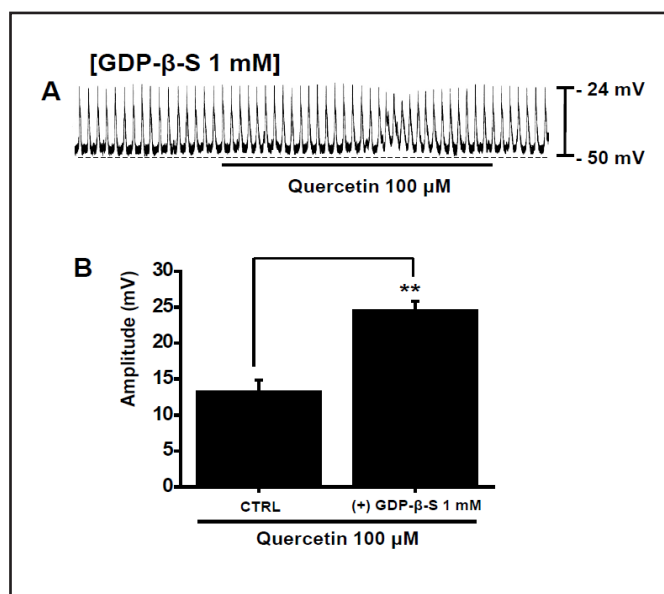 [GDP-β-S 1 mM]
A
- 24 mV
- 50 mV
Quercetin 100 µM
B
**
Amplitude (mV)
30
25
20
15
10
5
0
CTRL
(+) GDP-β-S 1 mM
Quercetin 100 µM